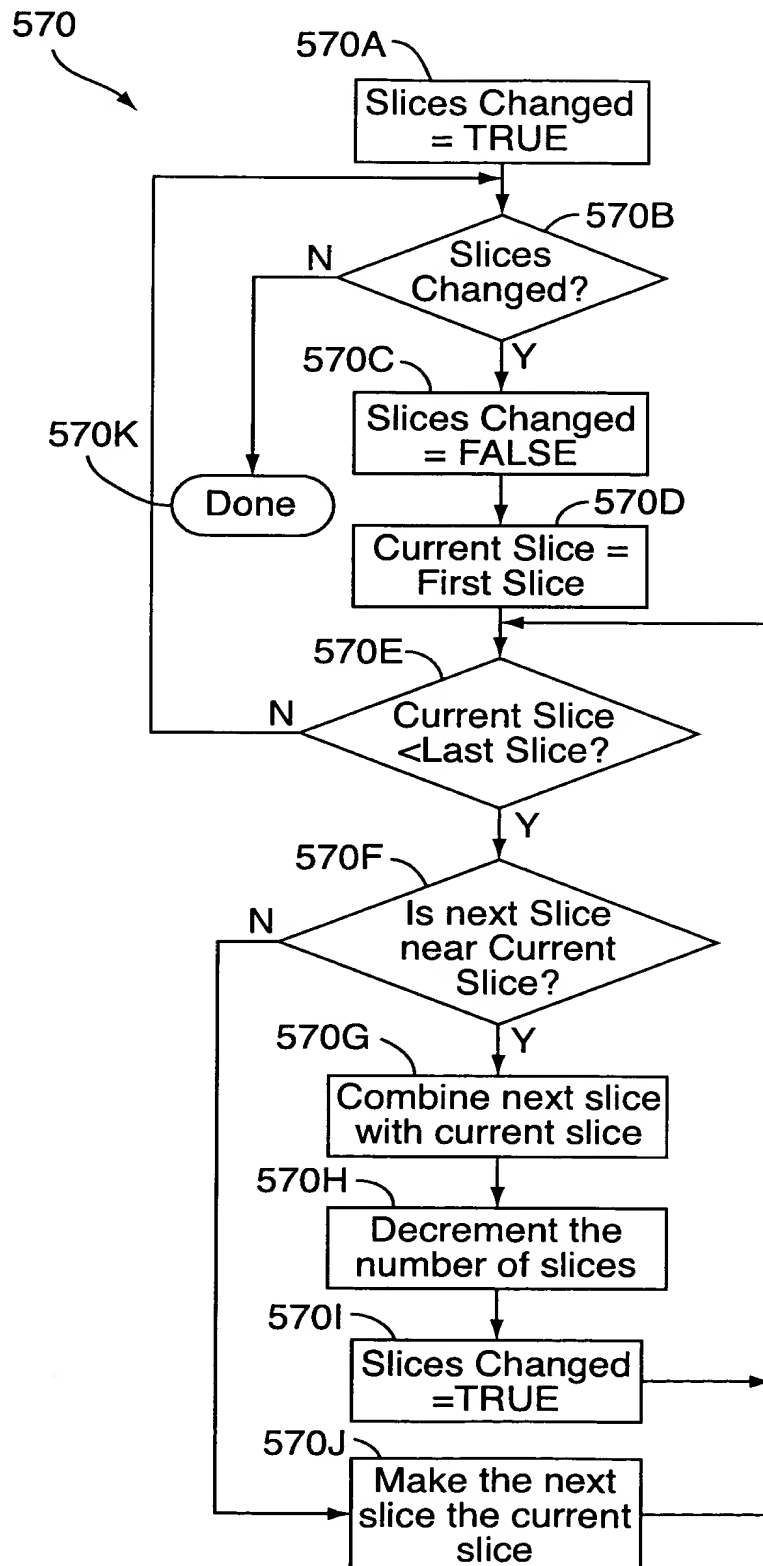 570
570A
Slices Changed
= TRUE
570B
Slices
Changed?
N
Y
570C
Slices Changed
= FALSE
570K
Done
570D
Current Slice =
First Slice
570E
Current Slice
<Last Slice?
N
Y
570F
Is next Slice
near Current
Slice?
N
Y
570G
Combine next slice
with current slice
570H
Decrement the
number of slices
570I
Slices Changed
=TRUE
570J
Make the next
slice the current
slice